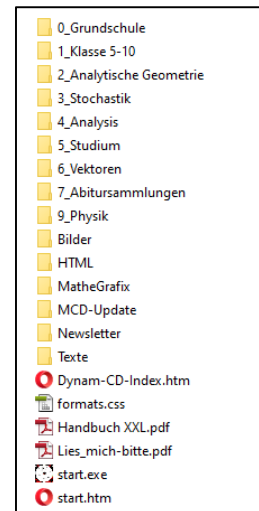 0_Grundschule
1_Klasse 5-10
2_Analytische Geometrie
3_Stochastik
4_Analysis
5_Studium
6_Vektoren
7_Abitursammlungen
9_Physik
Bilder
HTML
MatheGrafix
MCD-Update
Newsletter
Texte
Dynam-CD-Index.htm
formats.css
Handbuch XXL.pdf
Lies_mich-bitte.pdf
start.exe
start.htm